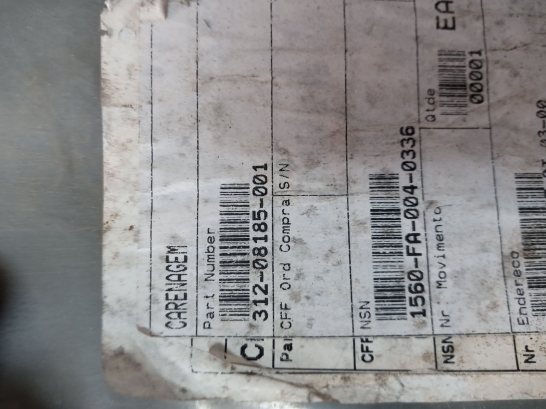 CARENAGEM
Part Number
C 312-08185-001
Pa CFF Ord Compra S/N
CFF NSN
1560-FA-004-0336
NSN Nr Movimento
Qtde EA
00001
Nr. Endereco